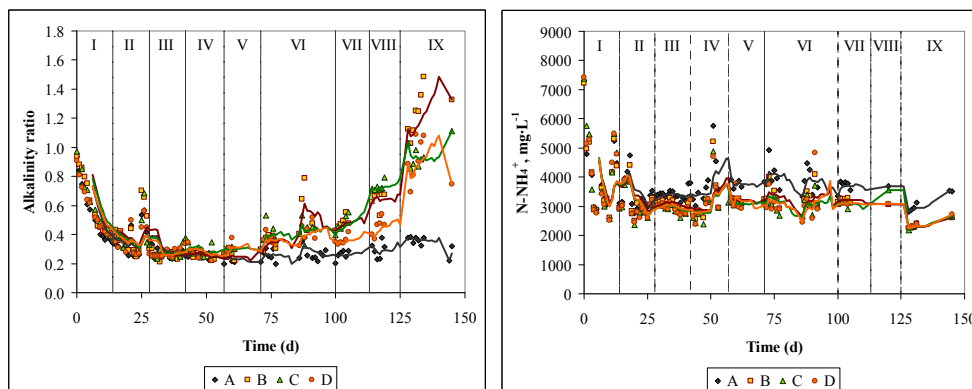 I II III IV V VI VII VIII IX
1.8
1.6
1.4
1.2
1.0
0.8
0.6
0.4
0.2
0.0
Alkalinity ratio
0 25 50 75 100 125 150
Time (d)
A B C D
I II III IV V VI VII VIII IX
9000
8000
7000
6000
5000
4000
3000
2000
1000
0
N-NH₄⁺, mg·L⁻¹
0 25 50 75 100 125 150
Time (d)
A B C D